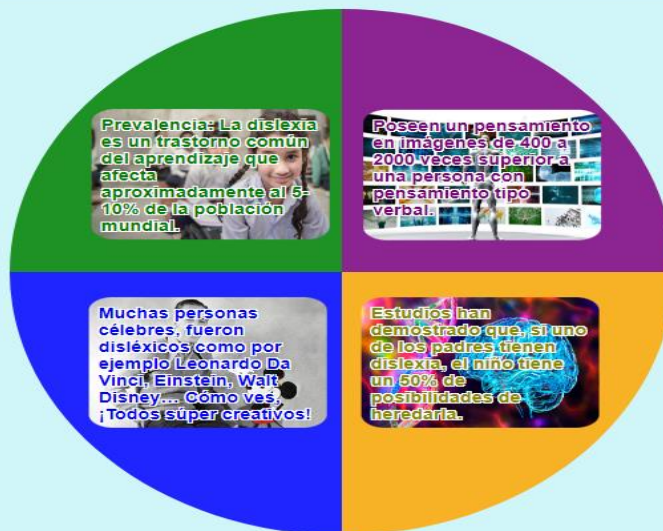 Prevalencia: La dislexia
es un trastorno común
del aprendizaje que
afecta
aproximadamente al 5-
10% de la población
mundial.
Poseen un pensamiento
en imágenes de 400 a
2000 veces superior a
una persona con
pensamiento tipo
verbal.
Muchas personas
célebres, fueron
disléxicos como por
ejemplo Leonardo Da
Vinci, Einstein, Walt
Disney... Cómo ves,
¡Todos súper creativos!
Estudios han
demostrado que, si uno
de los padres tienen
dislexia, el niño tiene
un 50% de
posibilidades de
heredarla.